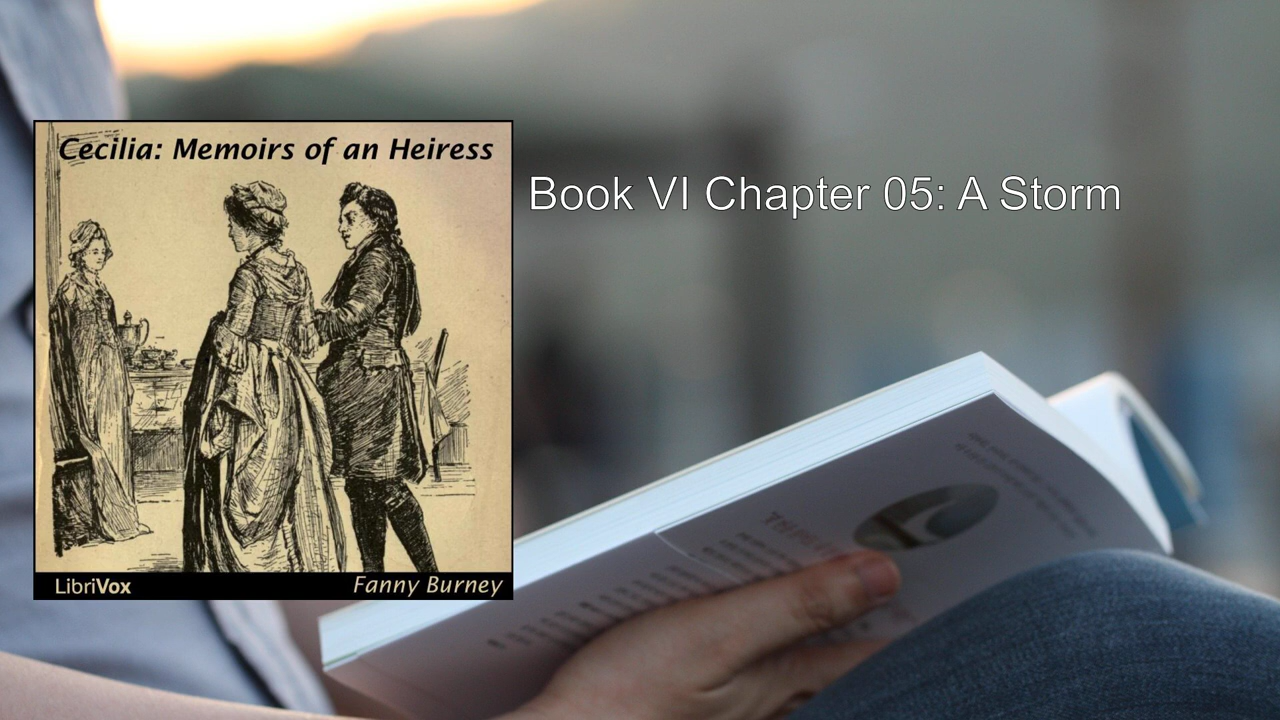 Cecilia: Memoirs of an Heiress
Book VI Chapter 05: A Storm
LibriVox
Fanny Burney